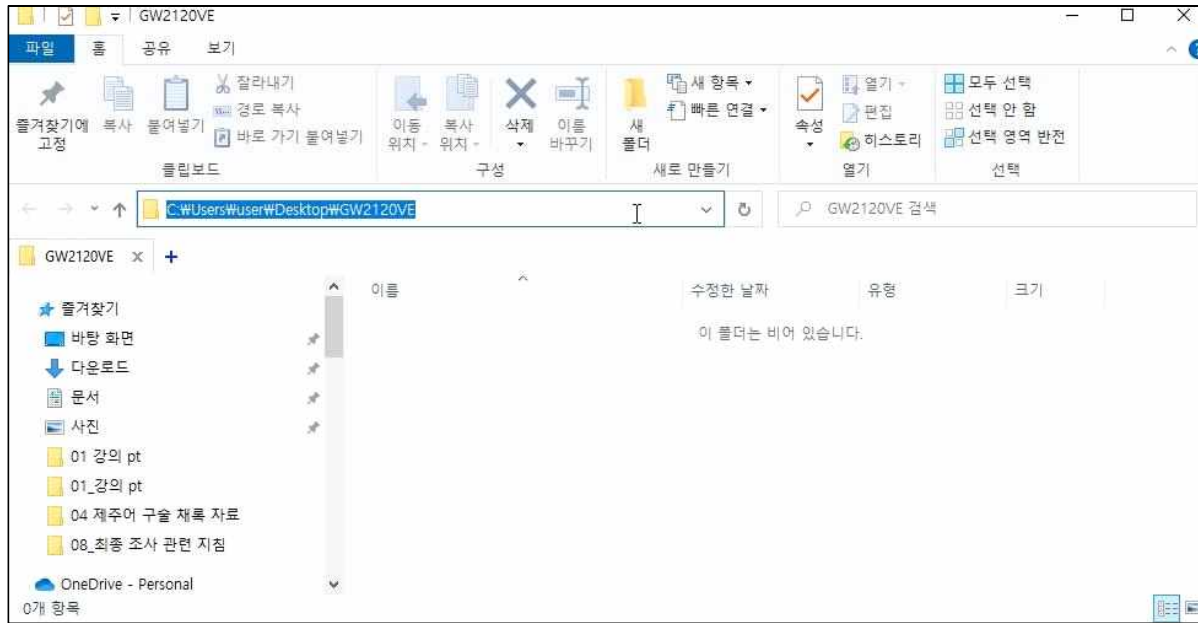 GW2120VE
파일 홈 공유 보기
즐겨찾기에 고정
복사
붙여넣기
잘라내기
경로 복사
바로 가기 붙여넣기
클립보드
이동 위치
복사 위치
삭제
이름 바꾸기
구성
새 폴더
새 항목
빠른 연결
새로 만들기
속성
열기
편집
히스토리
열기
모두 선택
선택 안 함
선택 영역 반전
선택
C:₩Users₩user₩Desktop₩GW2120VE
GW2120VE 검색
GW2120VE
이름 수정한 날짜 유형 크기
이 폴더는 비어 있습니다.
즐겨찾기
바탕 화면
다운로드
문서
사진
01 강의 pt
01_강의 pt
04 제주어 구술 채록 자료
08_최종 조사 관련 지침
OneDrive - Personal
0개 항목